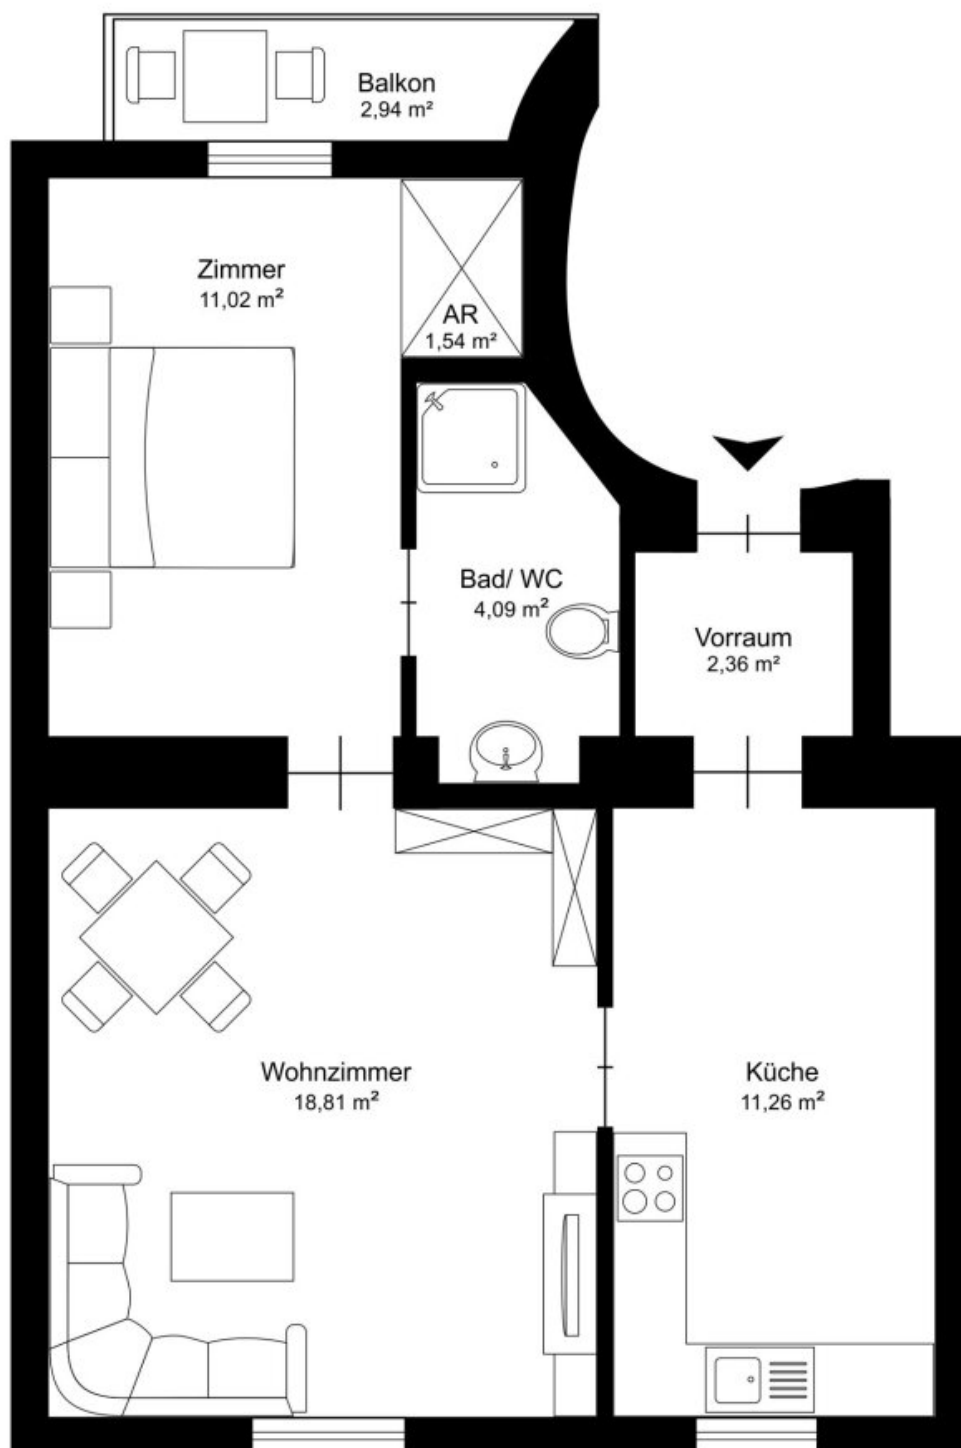 Balkon
2,94 m²
Zimmer
11,02 m²
AR
1,54 m²
Bad/ WC
4,09 m²
Vorraum
2,36 m²
Wohnzimmer
18,81 m²
Küche
11,26 m²